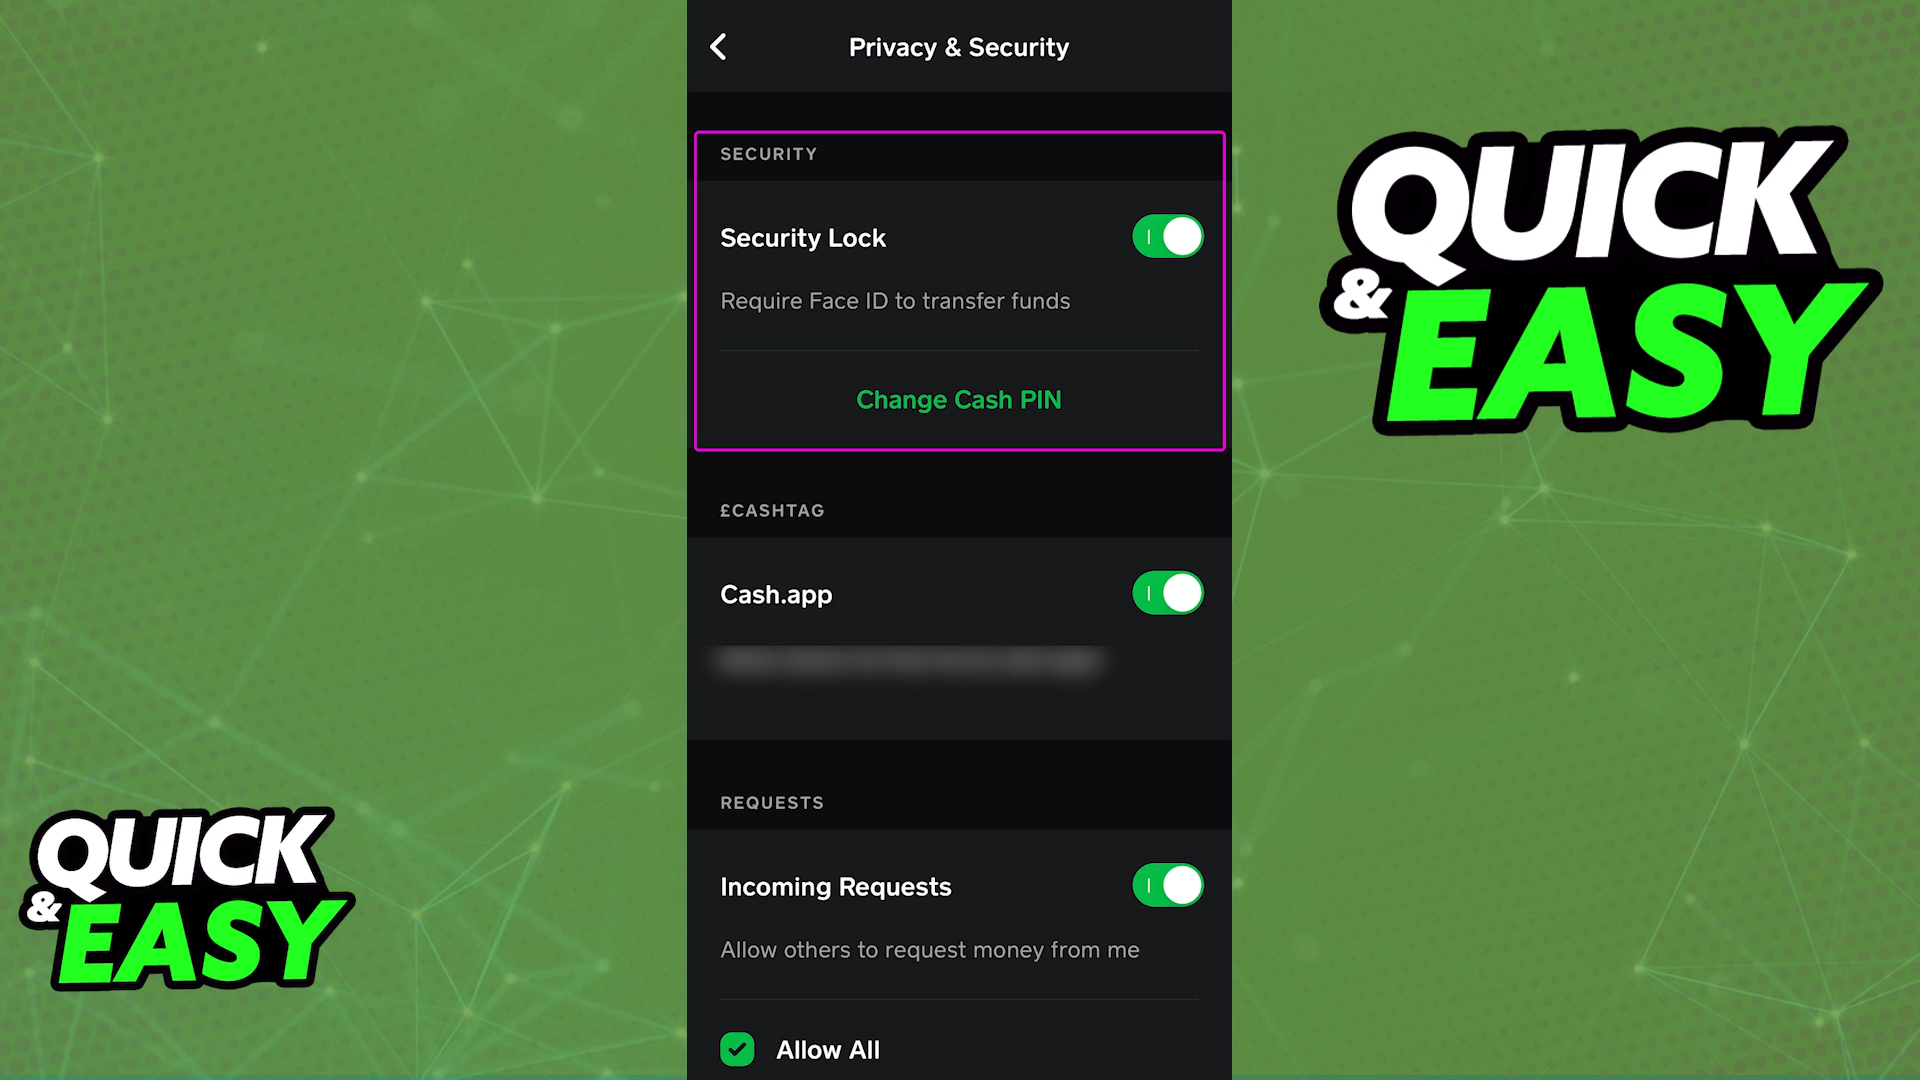 Privacy & Security
SECURITY
Security Lock
Require Face ID to transfer funds
Change Cash PIN
£CASHTAG
Cash.app
REQUESTS
Incoming Requests
Allow others to request money from me
Allow All
QUICK
& EASY
QUICK
& EASY